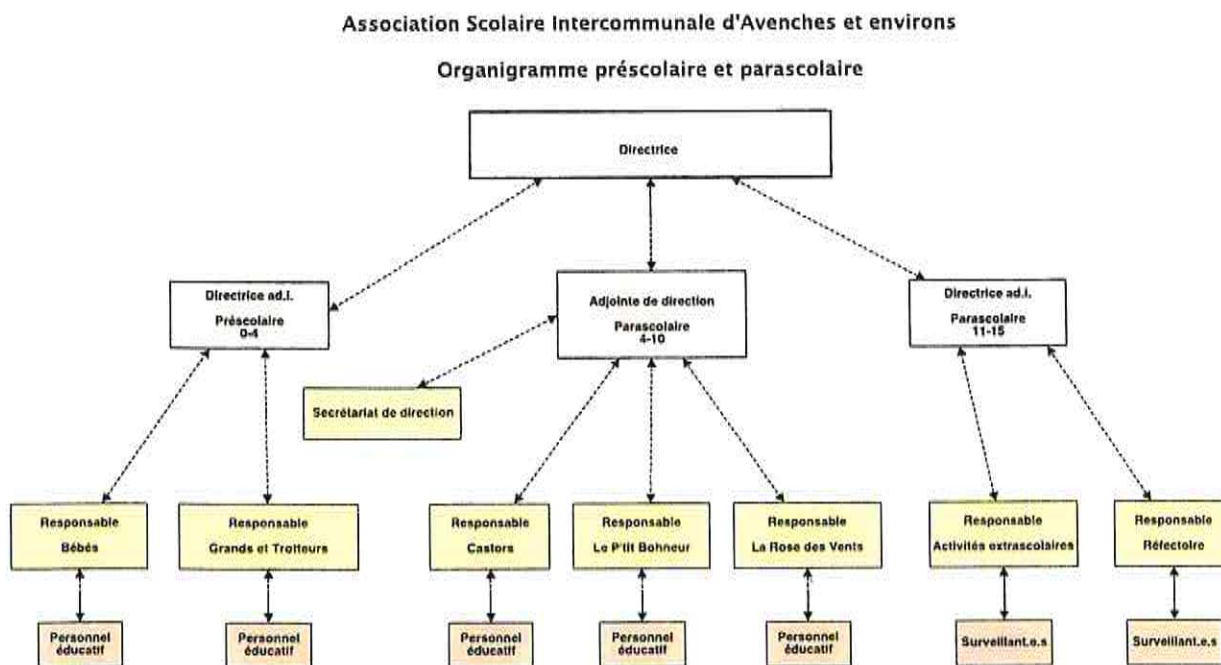 Association Scolaire Intercommunale d'Avenches et environs
Organigramme préscolaire et parascolaire
Directrice
Directrice ad.i.
Préscolaire
0-4
Adjointe de direction
Parascolaire
4-10
Directrice ad.i.
Parascolaire
11-15
Secrétariat de direction
Responsable
Bébés
Responsable
Grands et Trotteurs
Responsable
Castors
Responsable
Le P'tit Bohneur
Responsable
La Rose des Vents
Responsable
Activités extrascolaires
Responsable
Réfectoire
Personnel
éducatif
Personnel
éducatif
Personnel
éducatif
Personnel
éducatif
Personnel
éducatif
Surveillant.e.s
Surveillant.e.s